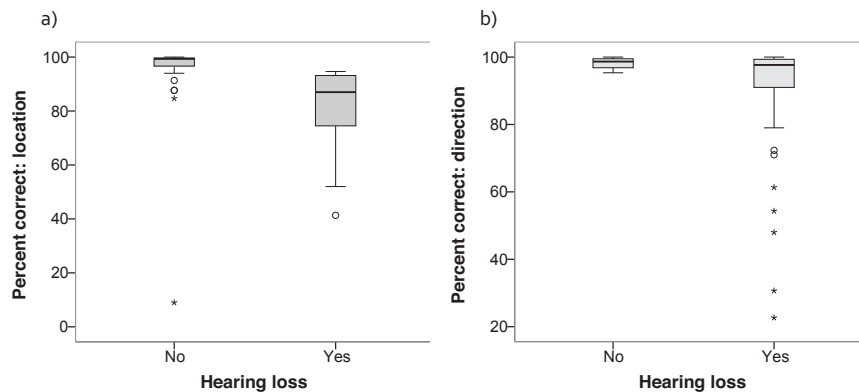 a)
Percent correct: location
100
80
60
40
20
0
No Yes
Hearing loss
b)
Percent correct: direction
100
80
60
40
20
No Yes
Hearing loss